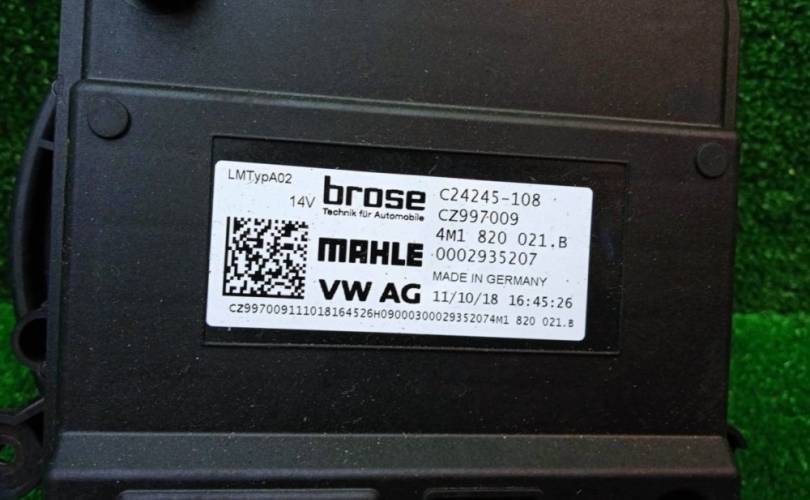 LMTypA02
14V
brose
Technik für Automobile
MAHLE
VW AG
C24245-108
CZ997009
4M1 820 021.B
0002935207
MADE IN GERMANY
11/10/18 16:45:26
CZ997009111018164526H09000300029352074M1 820 021.B